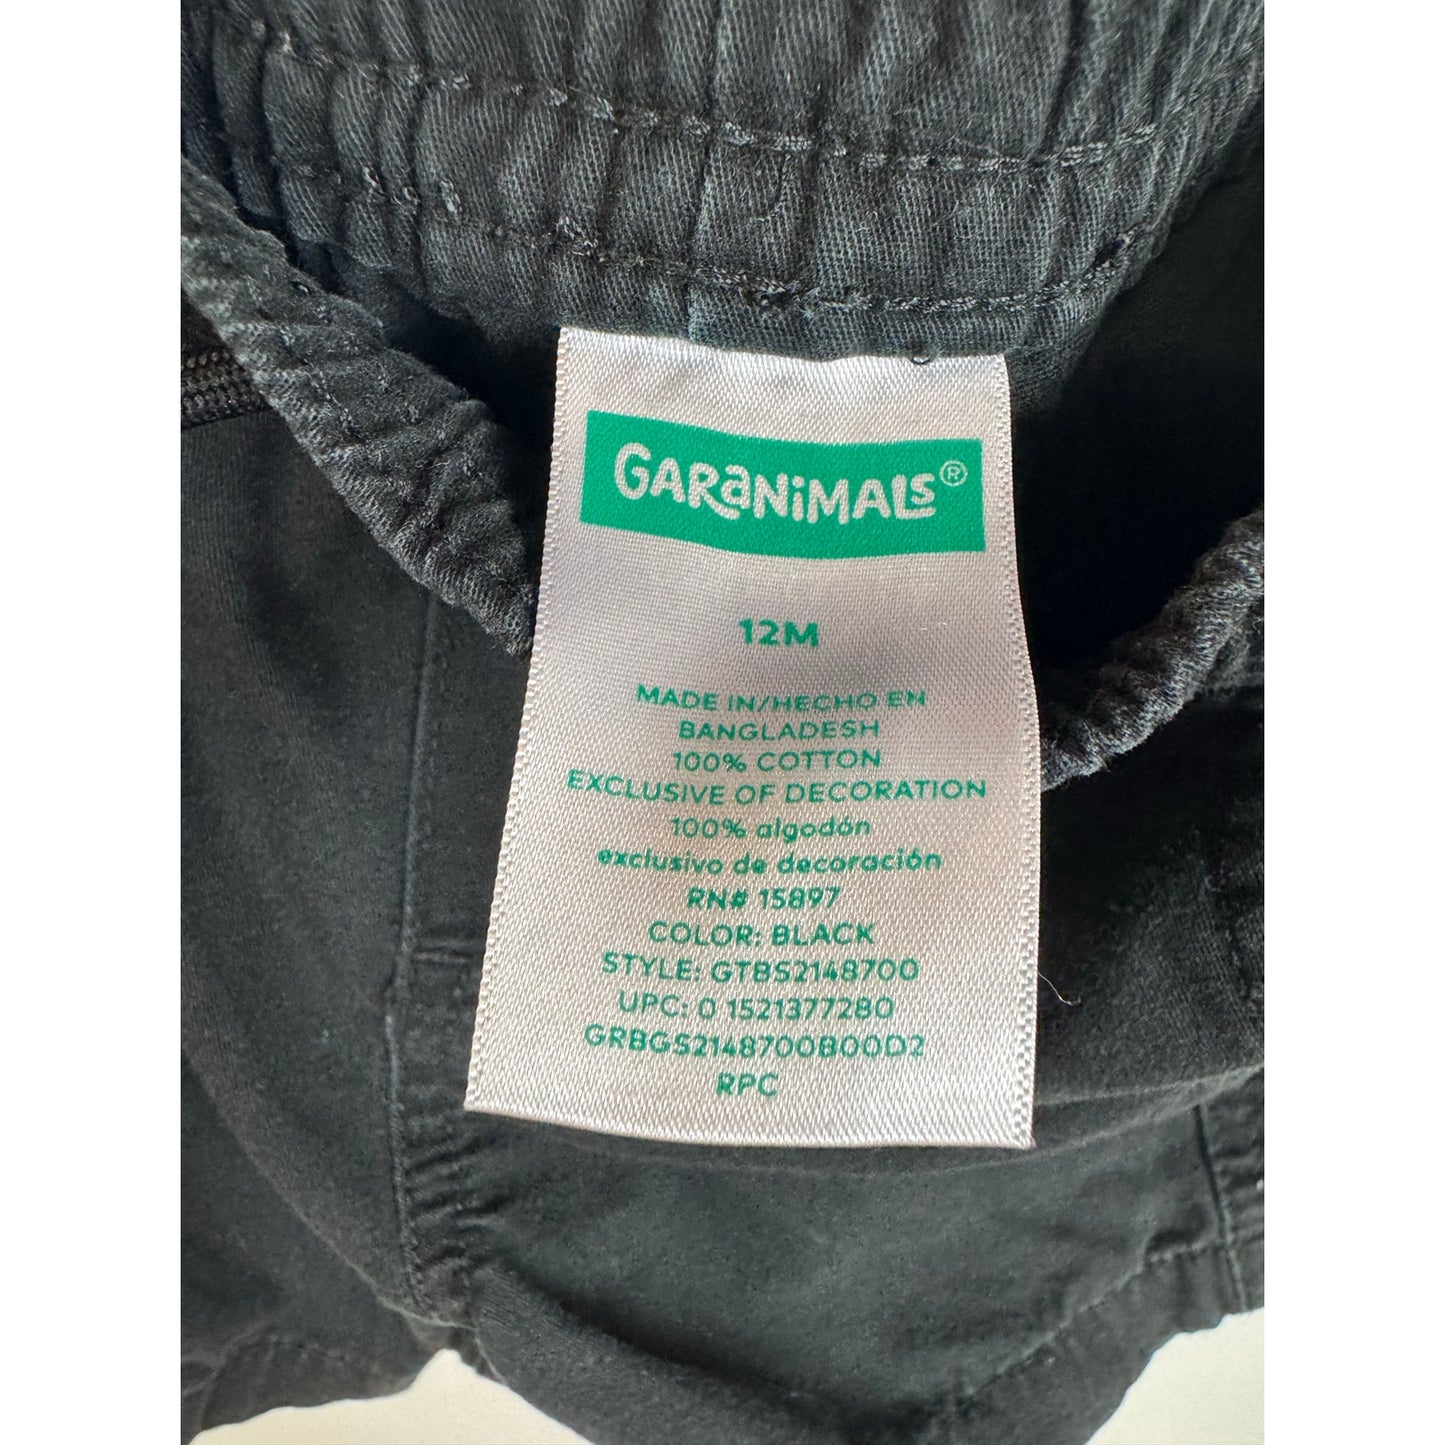 GARANIMALS®
12M
MADE IN/HECHO EN
BANGLADESH
100% COTTON
EXCLUSIVE OF DECORATION
100% algodón
exclusivo de decoración
RN# 15897
COLOR: BLACK
STYLE: GTBS2148700
UPC: 0 1521377280
GRBGS2148700B00D2
RPC